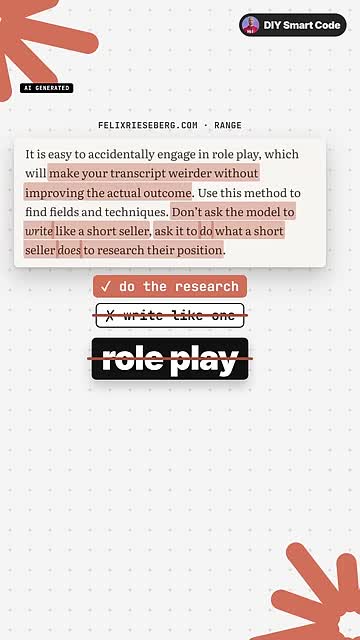 DIY Smart Code
AI GENERATED
FELIXRIESEBERG.COM · RANGE
It is easy to accidentally engage in role play, which
will make your transcript weirder without
improving the actual outcome. Use this method to
find fields and techniques. Don't ask the model to
write like a short seller, ask it to do what a short
seller does to research their position.
✓ do the research
✗ write like one
role play